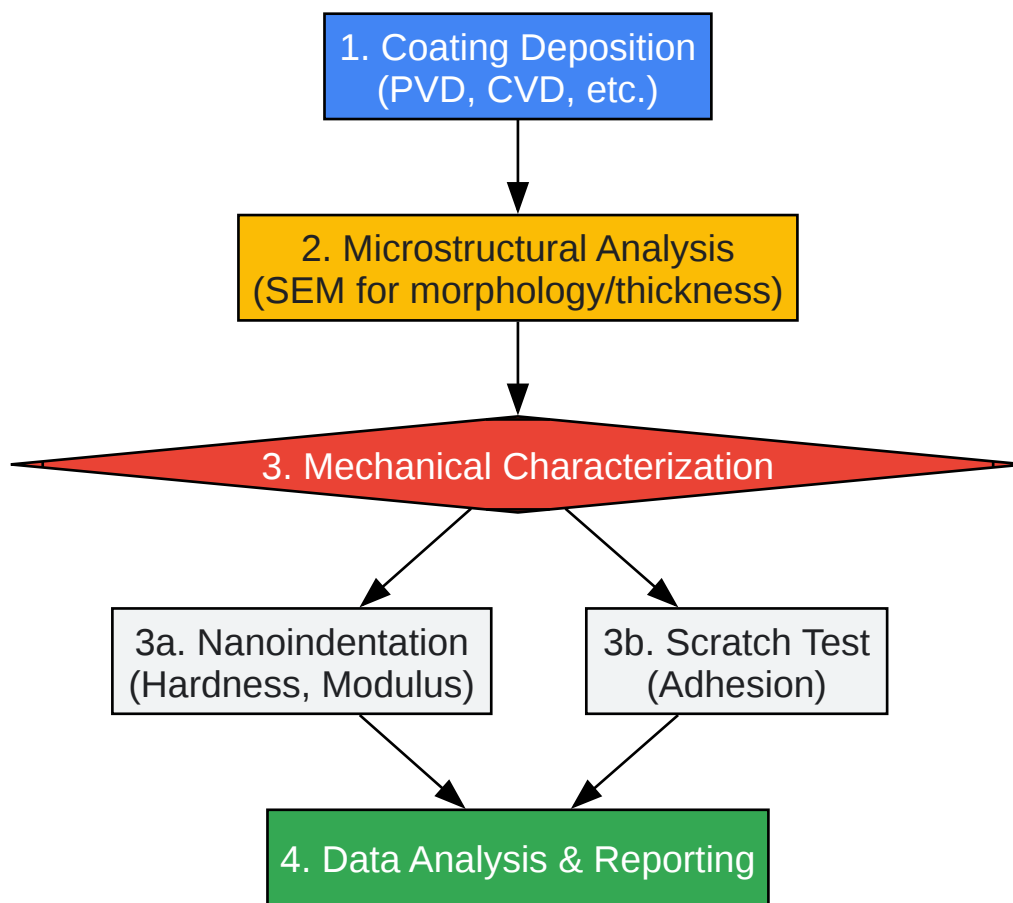 1. Coating Deposition
(PVD, CVD, etc.)
2. Microstructural Analysis
(SEM for morphology/thickness)
3. Mechanical Characterization
3a. Nanoindentation
(Hardness, Modulus)
3b. Scratch Test
(Adhesion)
4. Data Analysis & Reporting